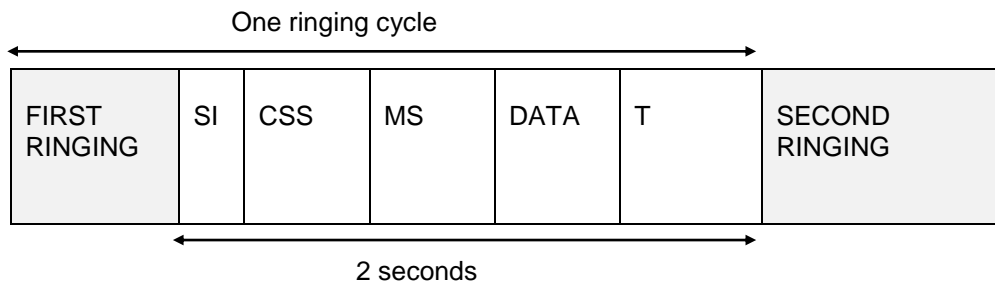 One ringing cycle
FIRST RINGING
SI
CSS
MS
DATA
T
SECOND RINGING
2 seconds